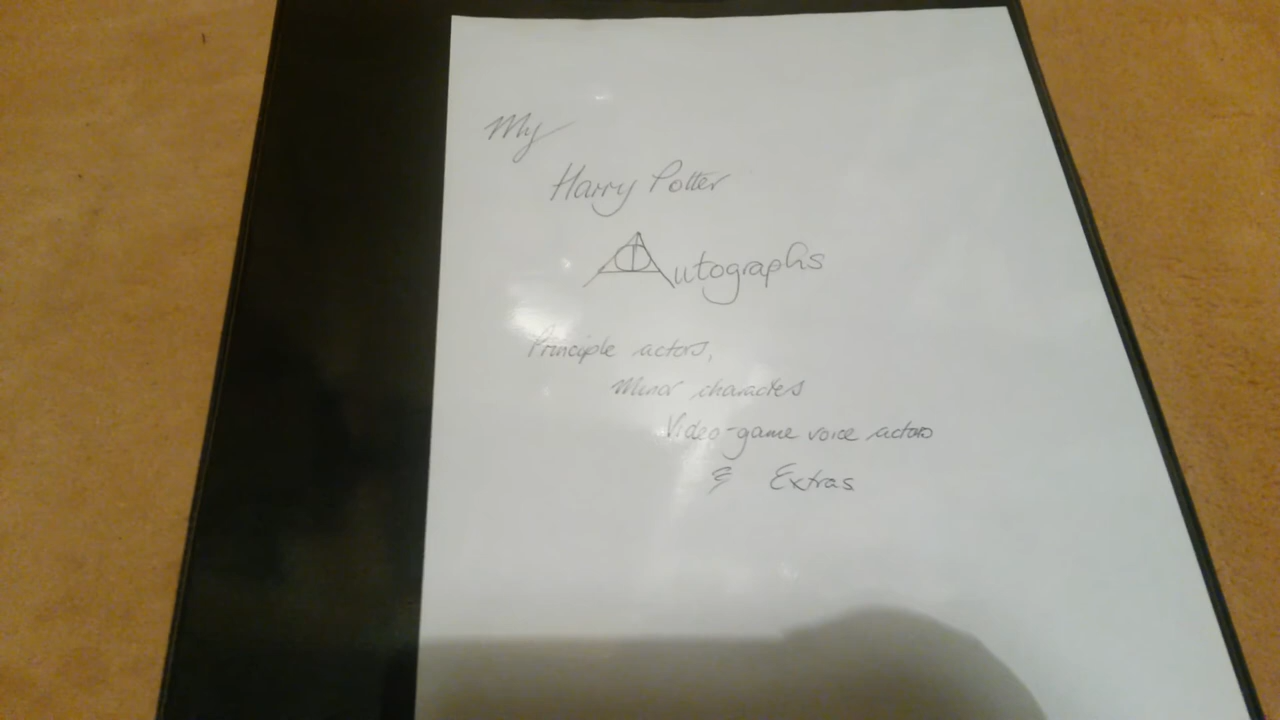 My
Harry Potter
Autographs
Principle actors,
Minor characters
Video-game voice actors
& Extras